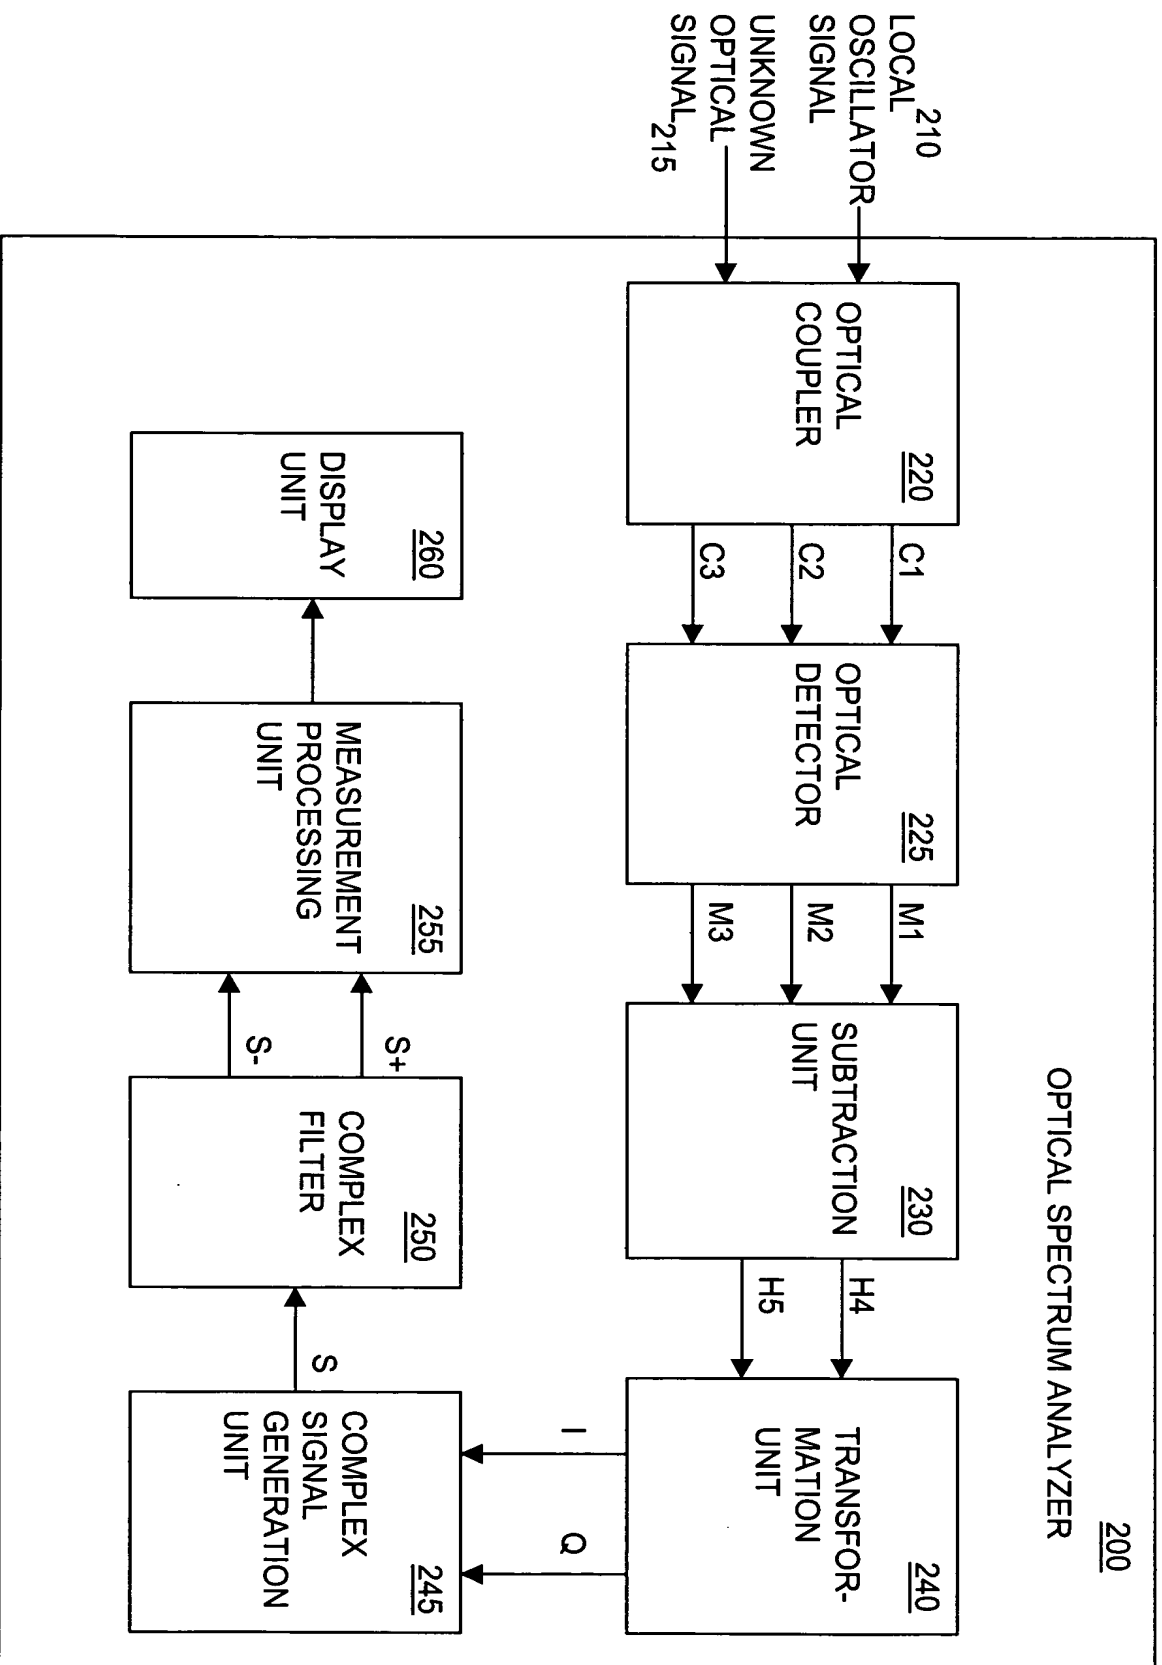 OPTICAL SPECTRUM ANALYZER
200
LOCAL
210
OSCILLATOR
SIGNAL
UNKNOWN
OPTICAL
SIGNAL
215
OPTICAL
COUPLER
220
C1
C2
C3
OPTICAL
DETECTOR
225
M1
M2
M3
SUBTRACTION
UNIT
230
H4
H5
TRANSFOR-
MATION
UNIT
240
I
Q
COMPLEX
SIGNAL
GENERATION
UNIT
245
S
COMPLEX
FILTER
250
S+
S-
MEASUREMENT
PROCESSING
UNIT
255
DISPLAY
UNIT
260